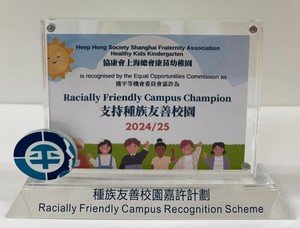 Heep Hong Society Shanghai Fraternity Association
Healthy Kids Kindergarten
協康會上海總會康苗幼稚園
is recognised by the Equal Opportunities Commission as
獲平等機會委員會嘉許為
Racially Friendly Campus Champion
支持種族友善校園
2024/25
種族友善校園嘉許計劃
Racially Friendly Campus Recognition Scheme